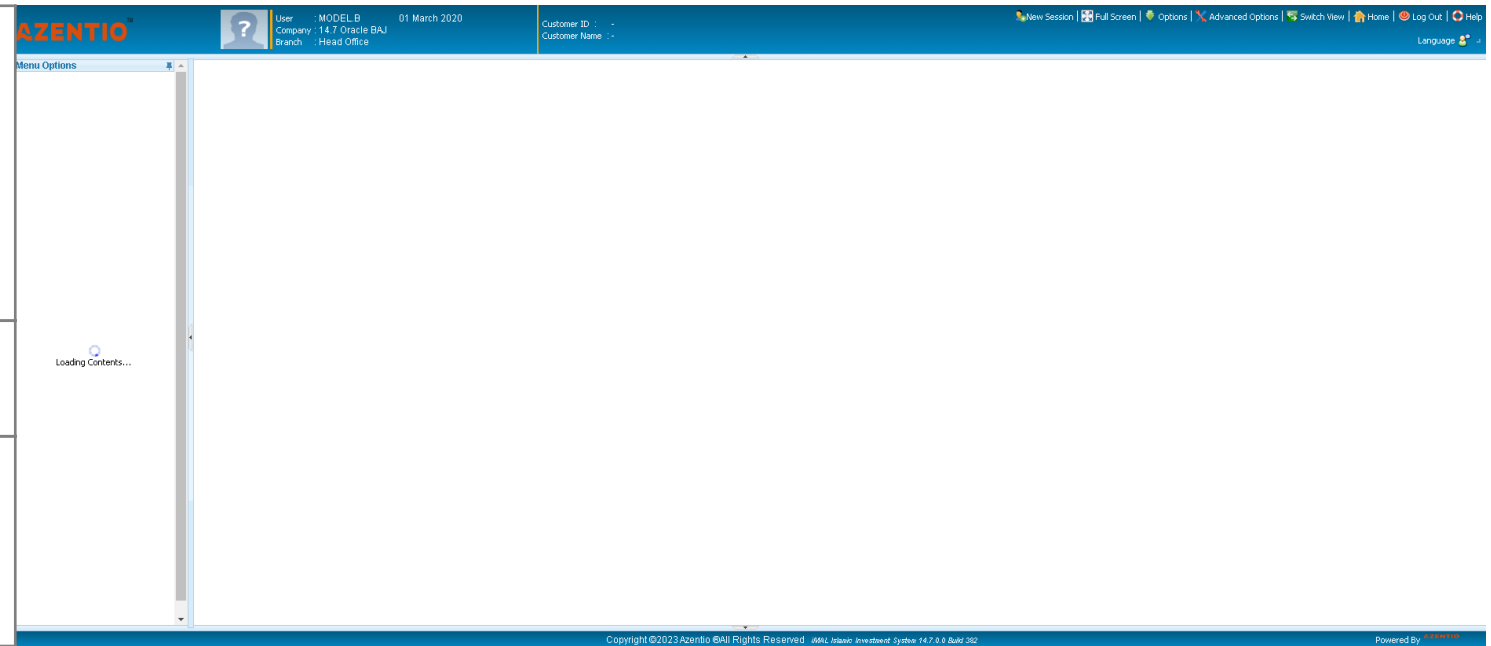 AZENTIO™
User : MODEL.B 01 March 2020
Company : 14.7 Oracle BAJ
Branch : Head Office
Customer ID : -
Customer Name : -
New Session | Full Screen | Options | Advanced Options | Switch View | Home | Log Out | Help
Language
Menu Options
Loading Contents...
Copyright ©2023 Azentio ®All Rights Reserved iMAL Islamic Investment System 14.7.0.0 Build 382
Powered By AZENTIO